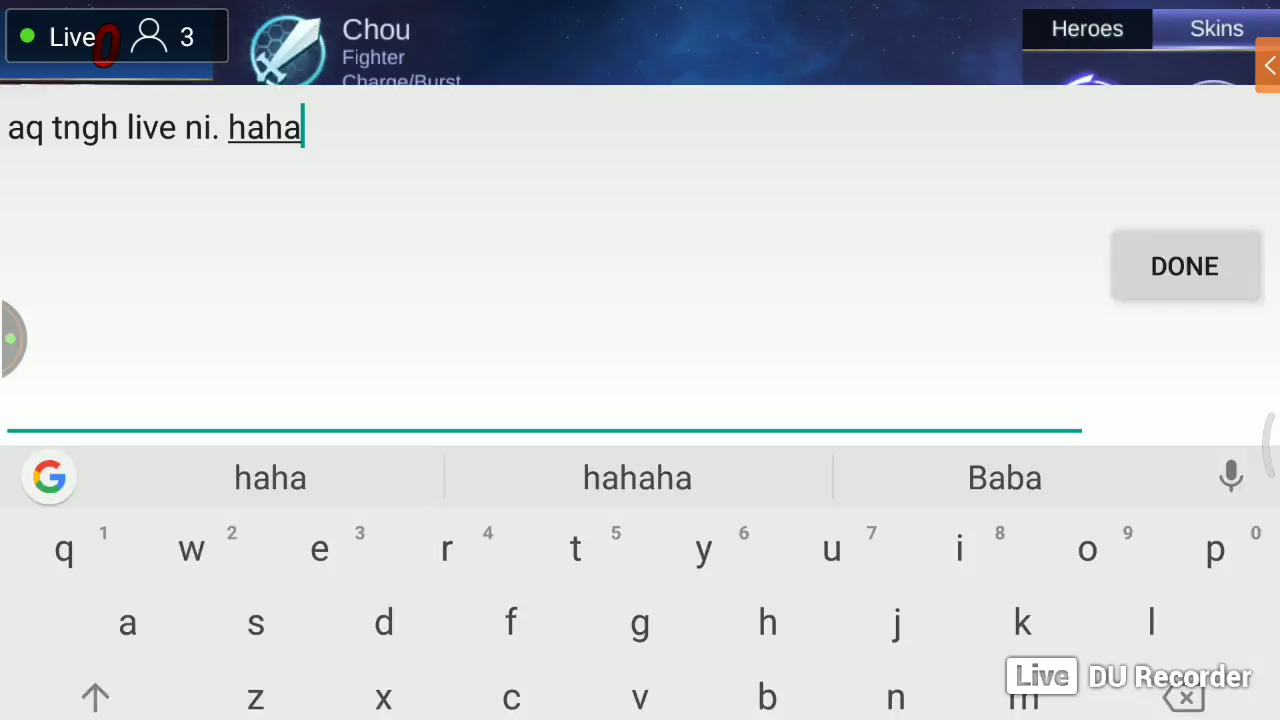 Live 3
0
Chou
Fighter
Charge/Burst
Heroes Skins
aq tngh live ni. haha
DONE
G haha hahaha Baba
q 1 w 2 e 3 r 4 t 5 y 6 u 7 i 8 o 9 p 0
a s d f g h j k l
z x c v b n m
Live DU Recorder